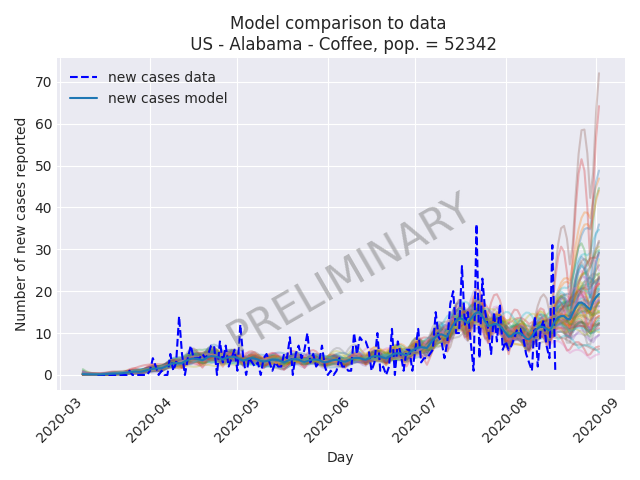 Model comparison to data
US - Alabama - Coffee, pop. = 52342
new cases data
new cases model
Number of new cases reported
70
60
50
40
30
20
10
0
PRELIMINARY
2020-03
2020-04
2020-05
2020-06
2020-07
2020-08
2020-09
Day